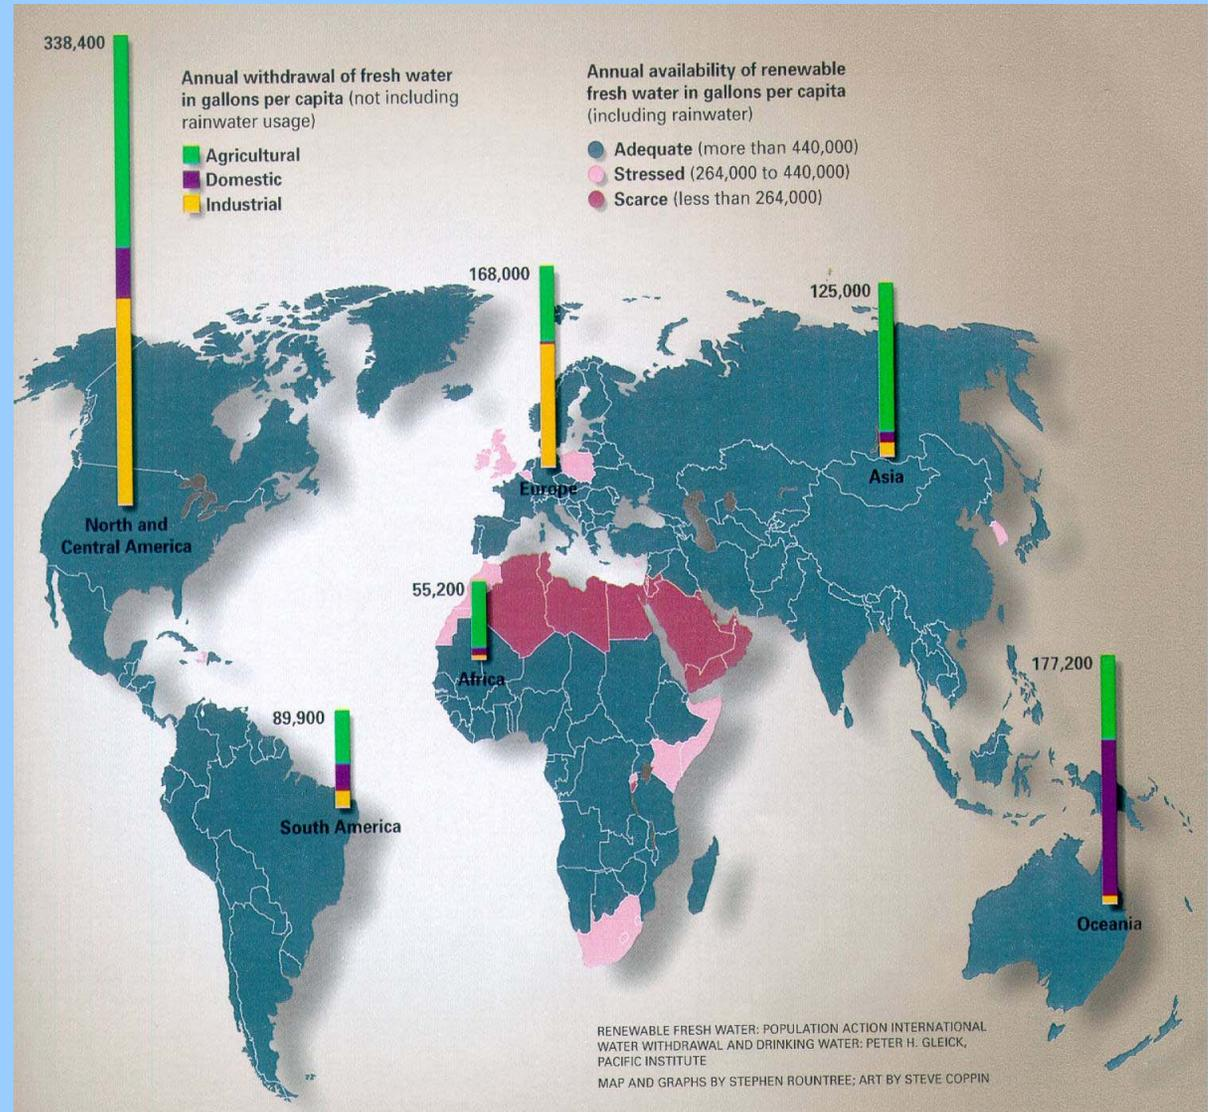 338,400
Annual withdrawal of fresh water
in gallons per capita (not including
rainwater usage)
Agricultural
Domestic
Industrial
Annual availability of renewable
fresh water in gallons per capita
(including rainwater)
Adequate (more than 440,000)
Stressed (264,000 to 440,000)
Scarce (less than 264,000)
168,000
125,000
Europe
Asia
North and
Central America
55,200
Africa
177,200
89,900
South America
Oceania
RENEWABLE FRESH WATER: POPULATION ACTION INTERNATIONAL
WATER WITHDRAWAL AND DRINKING WATER: PETER H. GLEICK,
PACIFIC INSTITUTE
MAP AND GRAPHS BY STEPHEN ROUNTREE; ART BY STEVE COPPIN